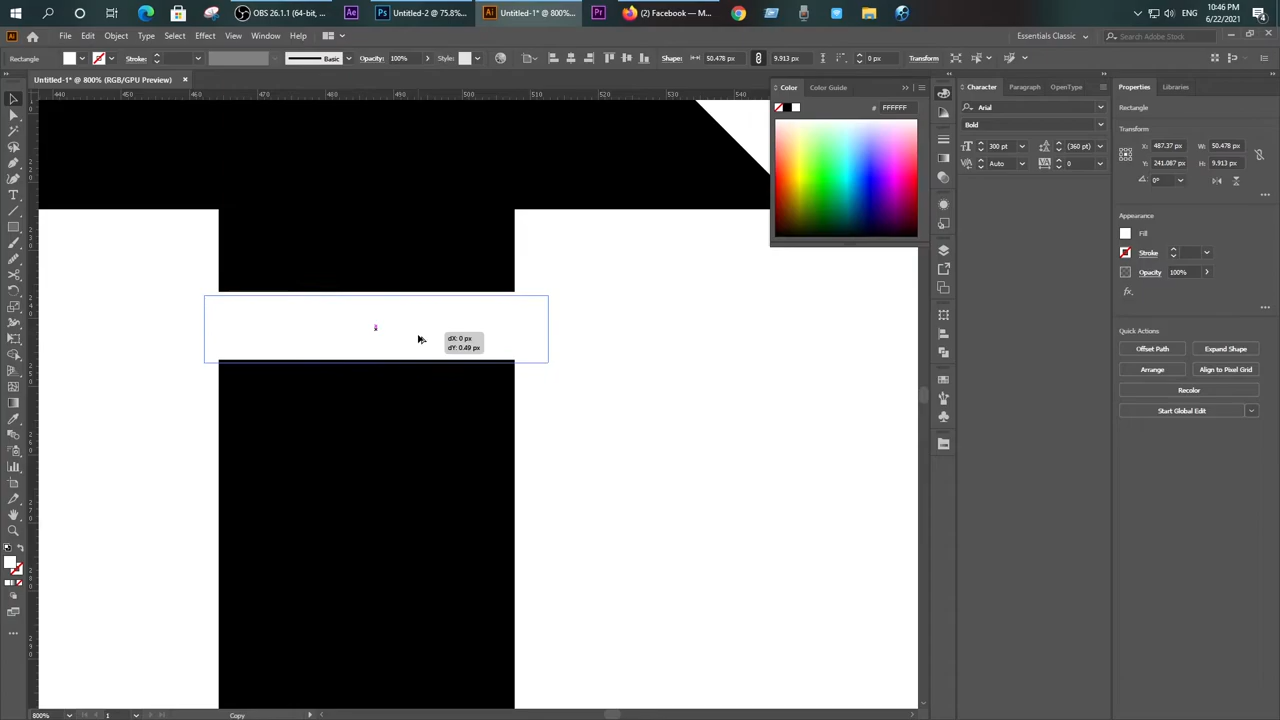 OBS 26.1.1 (64-bit, ...
Untitled-2 @ 75.8%...
Untitled-1* @ 800%...
(2) Facebook — M...
ENG
10:46 PM
6/22/2021
File Edit Object Type Select Effect View Window Help
Essentials Classic
Search Adobe Stock
Rectangle
Stroke:
Basic
Opacity: 100%
Style:
Shape: 50.478 px
9.913 px
0 px
Transform
Untitled-1* @ 800% (RGB/GPU Preview)
440 450 460 470 480 490 500 510 520 530 540
Color
Color Guide
# FFFFFF
Character
Paragraph
OpenType
Arial
Bold
300 pt
(360 pt)
Auto
0
Properties
Libraries
Rectangle
Transform
X: 487.37 px
W: 50.478 px
Y: 241.087 px
H: 9.913 px
0°
Appearance
Fill
Stroke
Opacity 100%
fx
Quick Actions
Offset Path
Expand Shape
Arrange
Align to Pixel Grid
Recolor
Start Global Edit
dX: 0 px
dY: 0.49 px
800%
1
Copy